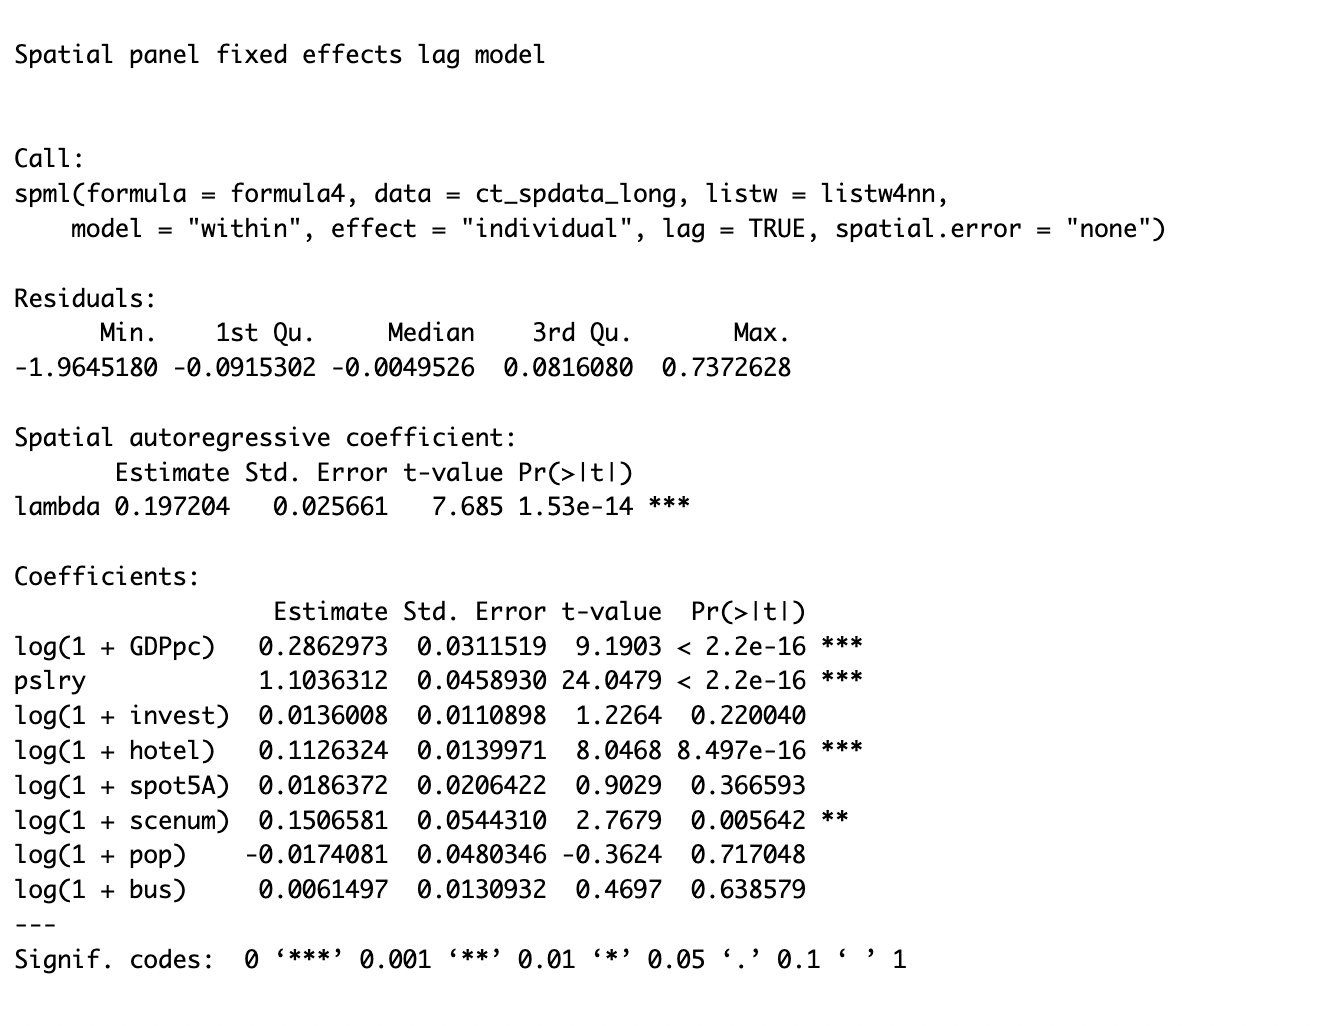 Spatial panel fixed effects lag model
Call:
spml(formula = formula4, data = ct_spdata_long, listw = listw4nn,
    model = "within", effect = "individual", lag = TRUE, spatial.error = "none")
Residuals:
      Min.    1st Qu.     Median    3rd Qu.       Max.
-1.9645180 -0.0915302 -0.0049526  0.0816080  0.7372628
Spatial autoregressive coefficient:
       Estimate Std. Error t-value Pr(>|t|)
lambda 0.197204   0.025661   7.685 1.53e-14 ***
Coefficients:
                  Estimate Std. Error t-value  Pr(>|t|)
log(1 + GDPpc)   0.2862973  0.0311519  9.1903 < 2.2e-16 ***
pslry            1.1036312  0.0458930 24.0479 < 2.2e-16 ***
log(1 + invest)  0.0136008  0.0110898  1.2264  0.220040
log(1 + hotel)   0.1126324  0.0139971  8.0468 8.497e-16 ***
log(1 + spot5A)  0.0186372  0.0206422  0.9029  0.366593
log(1 + scenum)  0.1506581  0.0544310  2.7679  0.005642 **
log(1 + pop)    -0.0174081  0.0480346 -0.3624  0.717048
log(1 + bus)     0.0061497  0.0130932  0.4697  0.638579
---
Signif. codes:  0 ‘***’ 0.001 ‘**’ 0.01 ‘*’ 0.05 ‘.’ 0.1 ‘ ’ 1